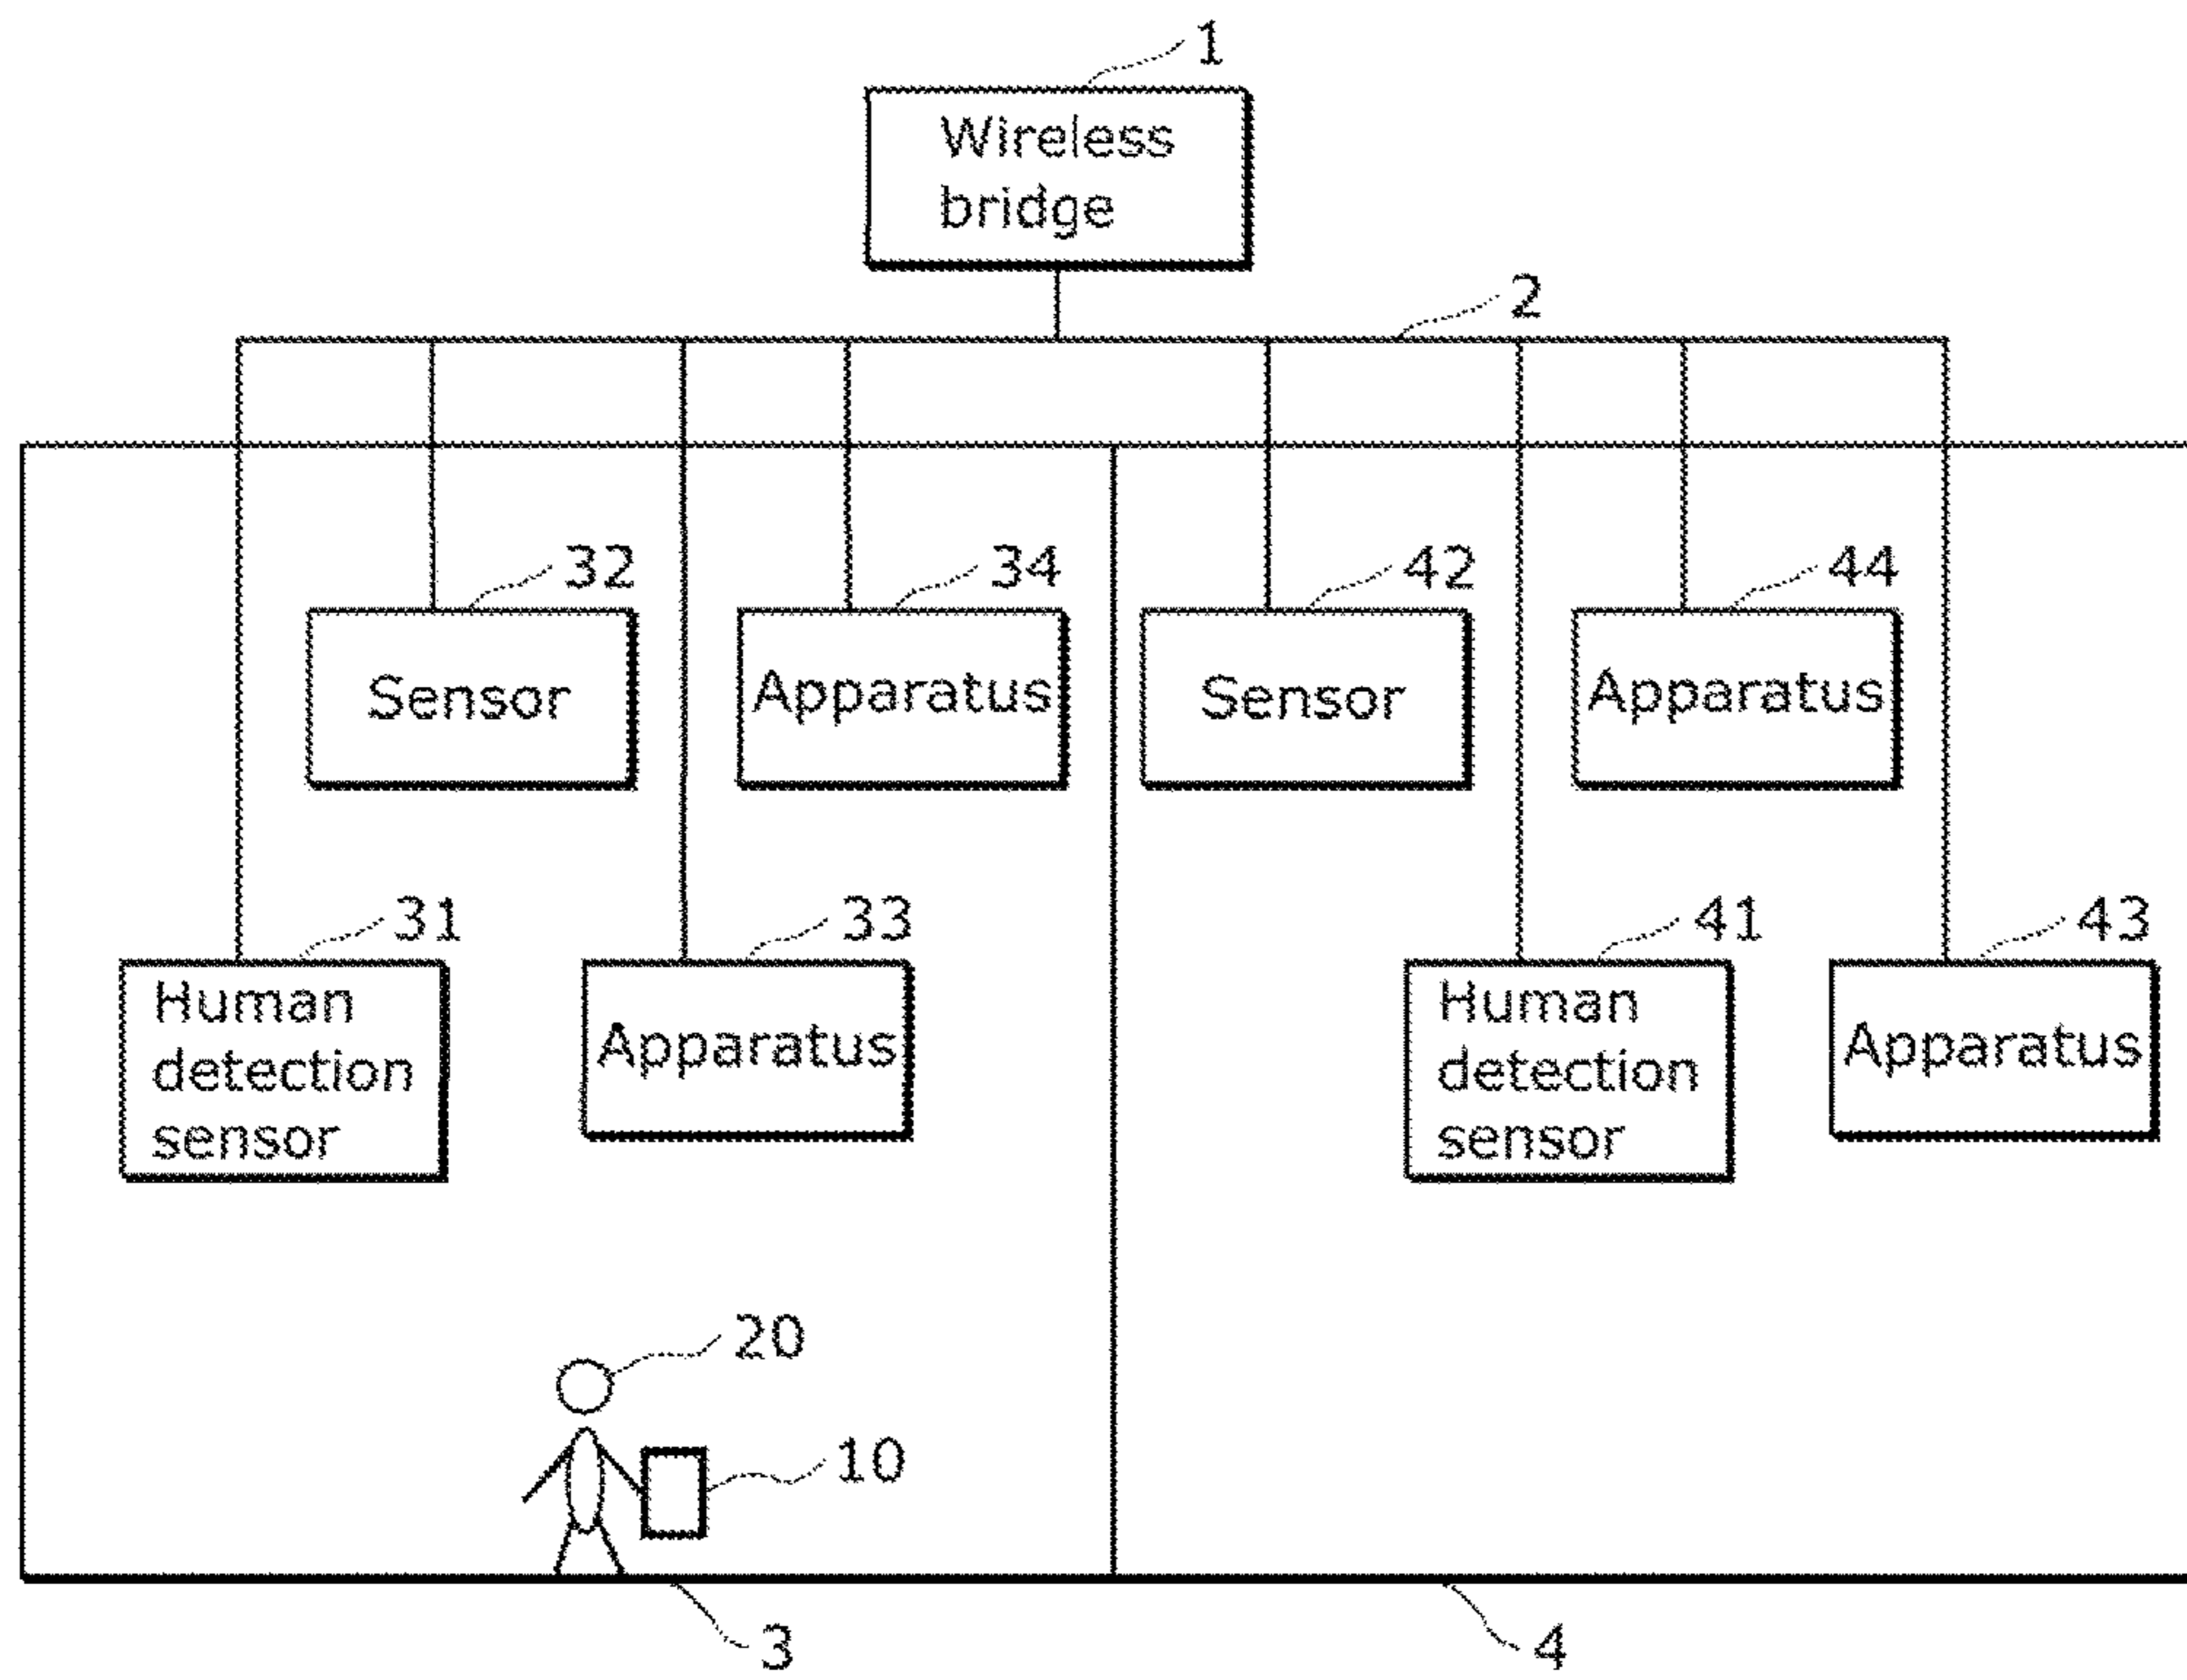 1
Wireless
bridge
2
32
34
42
44
Sensor
Apparatus
Sensor
Apparatus
31
33
41
43
Human
detection
sensor
Apparatus
Human
detection
sensor
Apparatus
20
10
3
4